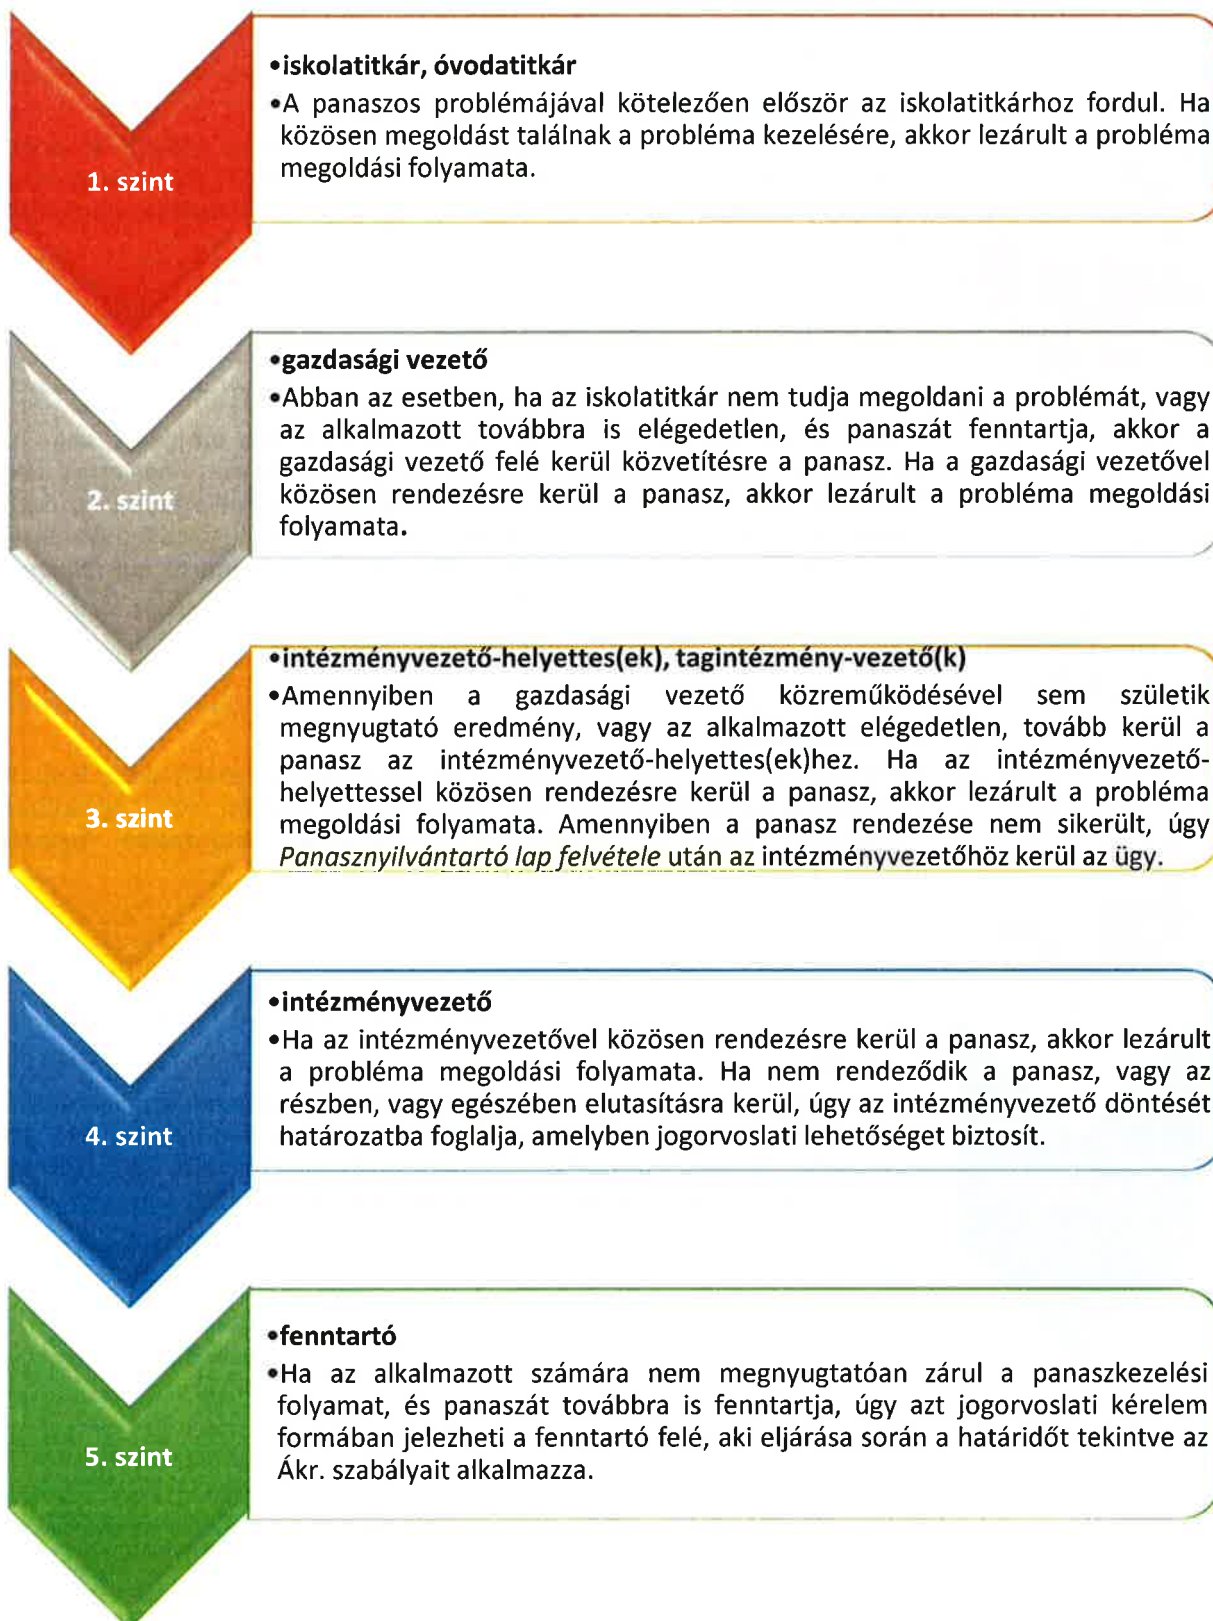 •iskolatitkár, óvodatitkár
•A panaszos problémájával kötelezően először az iskolatitkárhoz fordul. Ha
közösen megoldást találnak a probléma kezelésére, akkor lezárult a probléma
megoldási folyamata.
1. szint
•gazdasági vezető
•Abban az esetben, ha az iskolatitkár nem tudja megoldani a problémát, vagy
az alkalmazott továbbra is elégedetlen, és panaszát fenntartja, akkor a
gazdasági vezető felé kerül közvetítésre a panasz. Ha a gazdasági vezetővel
közösen rendezésre kerül a panasz, akkor lezárult a probléma megoldási
folyamata.
2. szint
•intézményvezető-helyettes(ek), tagintézmény-vezető(k)
•Amennyiben a gazdasági vezető közreműködésével sem születik
megnyugtató eredmény, vagy az alkalmazott elégedetlen, tovább kerül a
panasz az intézményvezető-helyettes(ek)hez. Ha az intézményvezető-
helyettessel közösen rendezésre kerül a panasz, akkor lezárult a probléma
megoldási folyamata. Amennyiben a panasz rendezése nem sikerült, úgy
Panasznyilvántartó lap felvétele után az intézményvezetőhöz kerül az ügy.
3. szint
•intézményvezető
•Ha az intézményvezetővel közösen rendezésre kerül a panasz, akkor lezárult
a probléma megoldási folyamata. Ha nem rendeződik a panasz, vagy az
részben, vagy egészében elutasításra kerül, úgy az intézményvezető döntését
határozatba foglalja, amelyben jogorvoslati lehetőséget biztosít.
4. szint
•fenntartó
•Ha az alkalmazott számára nem megnyugtatóan zárul a panaszkezelési
folyamat, és panaszát továbbra is fenntartja, úgy azt jogorvoslati kérelem
formában jelezheti a fenntartó felé, aki eljárása során a határidőt tekintve az
Ákr. szabályait alkalmazza.
5. szint